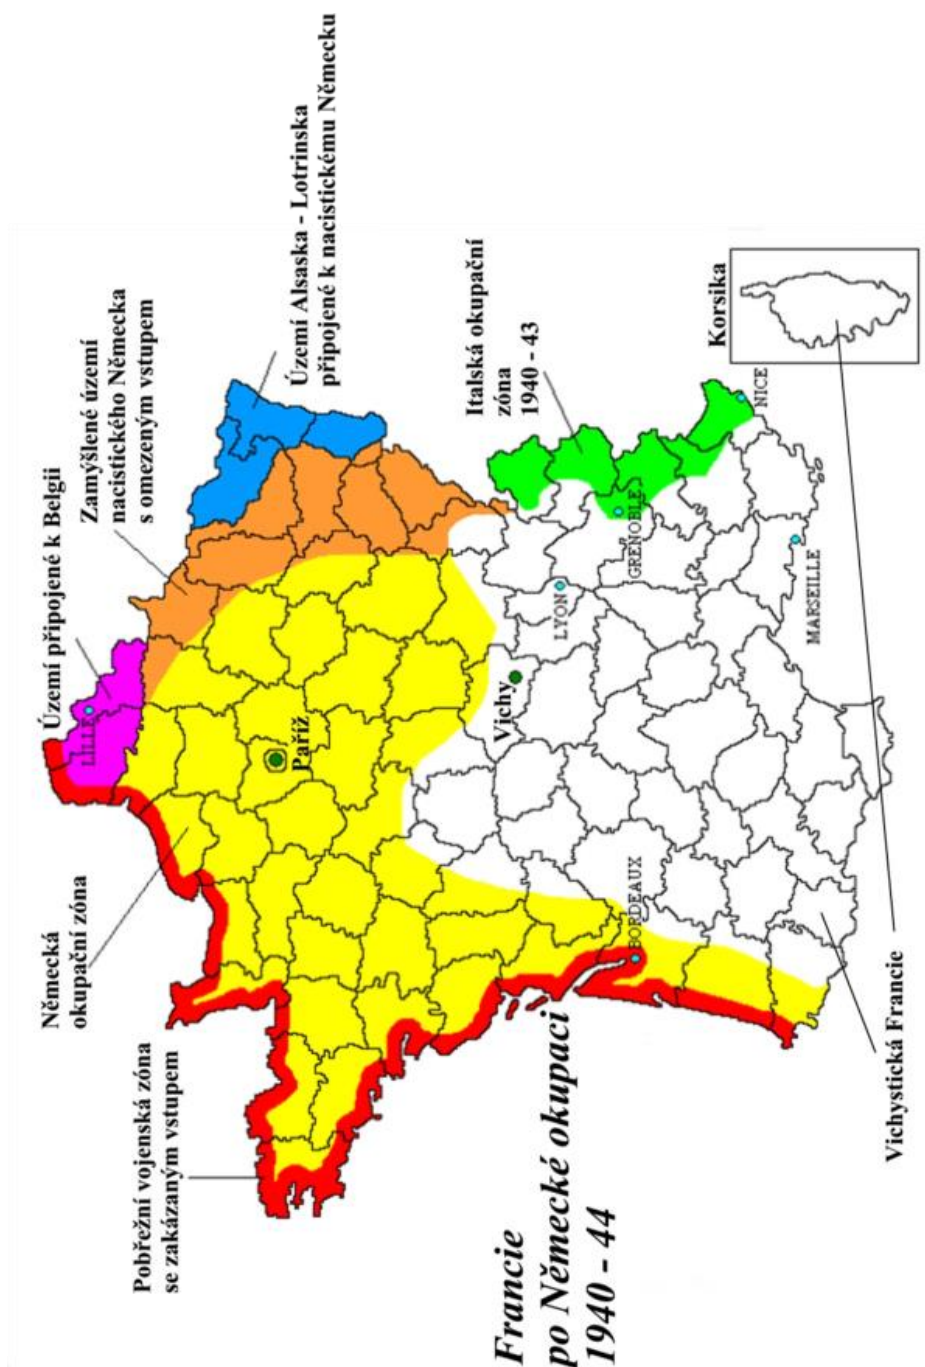 Pobřežní vojenská zóna
se zakázaným vstupem
Německá
okupační zóna
Území připojené k Belgii
Zamýšlené území
nacistického Německa
s omezeným vstupem
Území Alsaska - Lotrinska
připojené k nacistickému Německu
LILLE
Paříž
Italská okupační
zóna
1940 - 43
Vichy
LYON
GRENOBLE
BORDEAUX
MARSEILLE
NICE
Korsika
Vichystická Francie
Francie
po Německé okupaci
1940 - 44